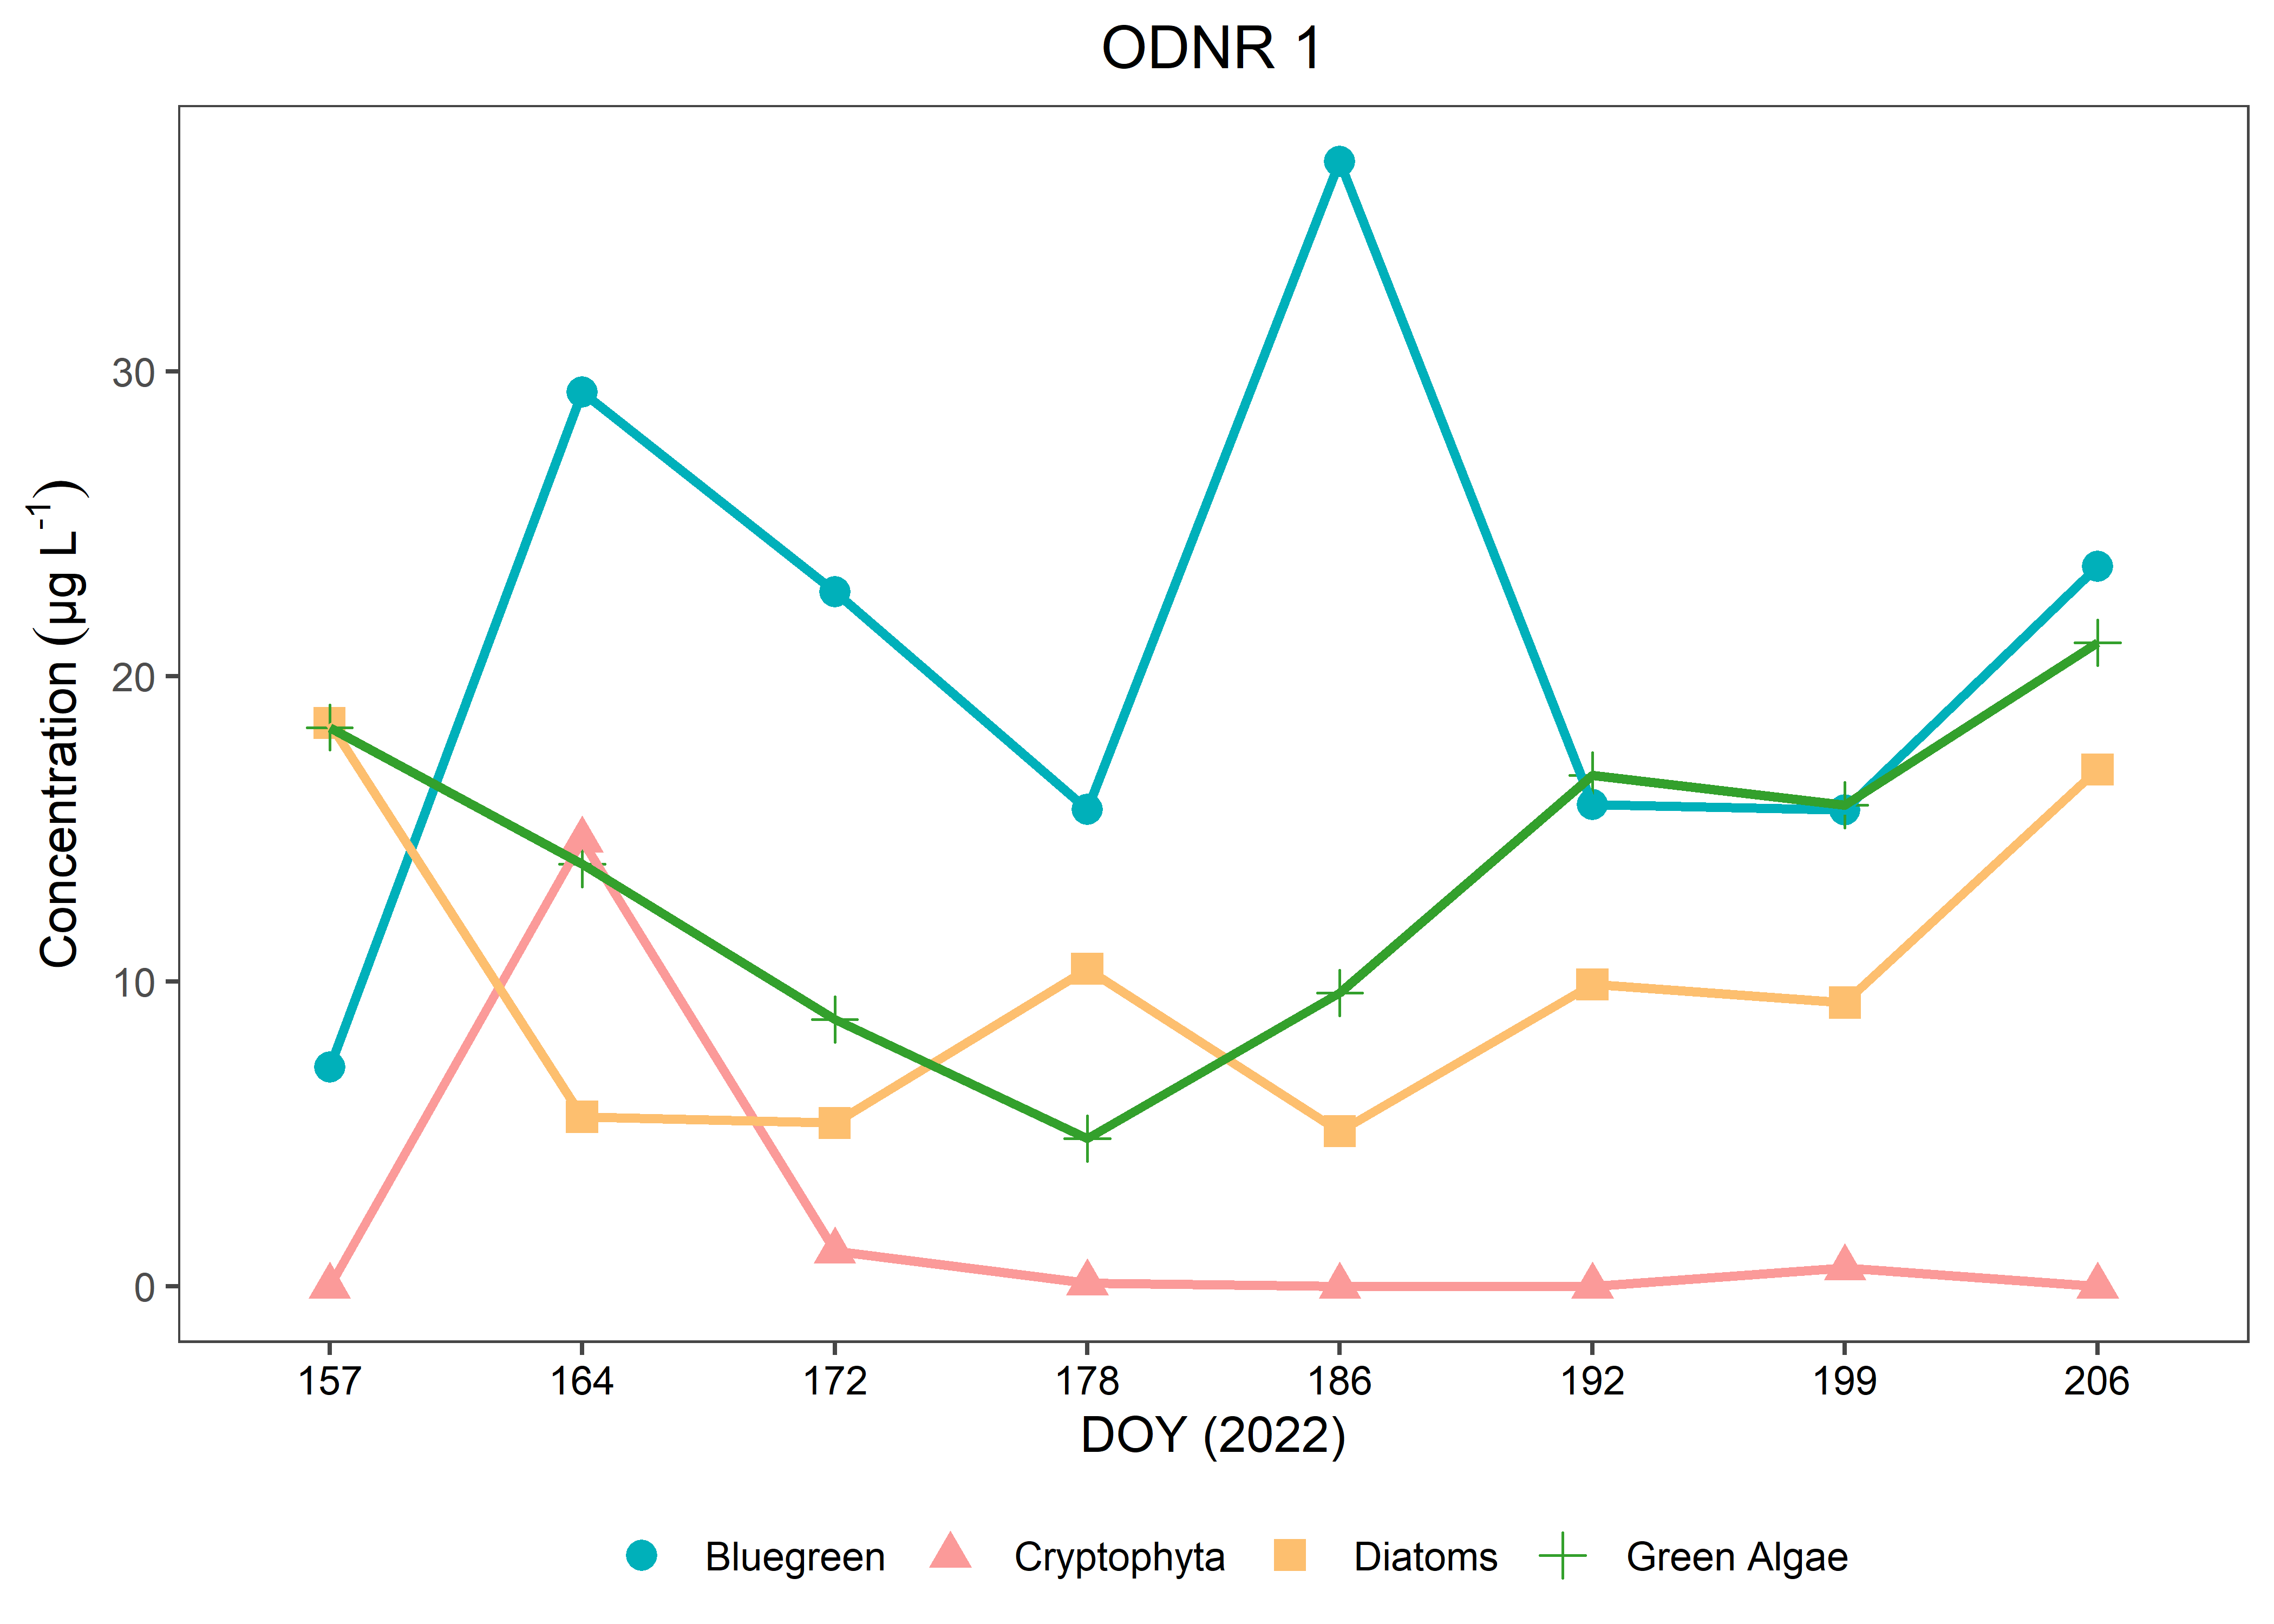 ODNR 1
Concentration (µg L⁻¹)
30
20
10
0
157 164 172 178 186 192 199 206
DOY (2022)
Bluegreen Cryptophyta Diatoms Green Algae